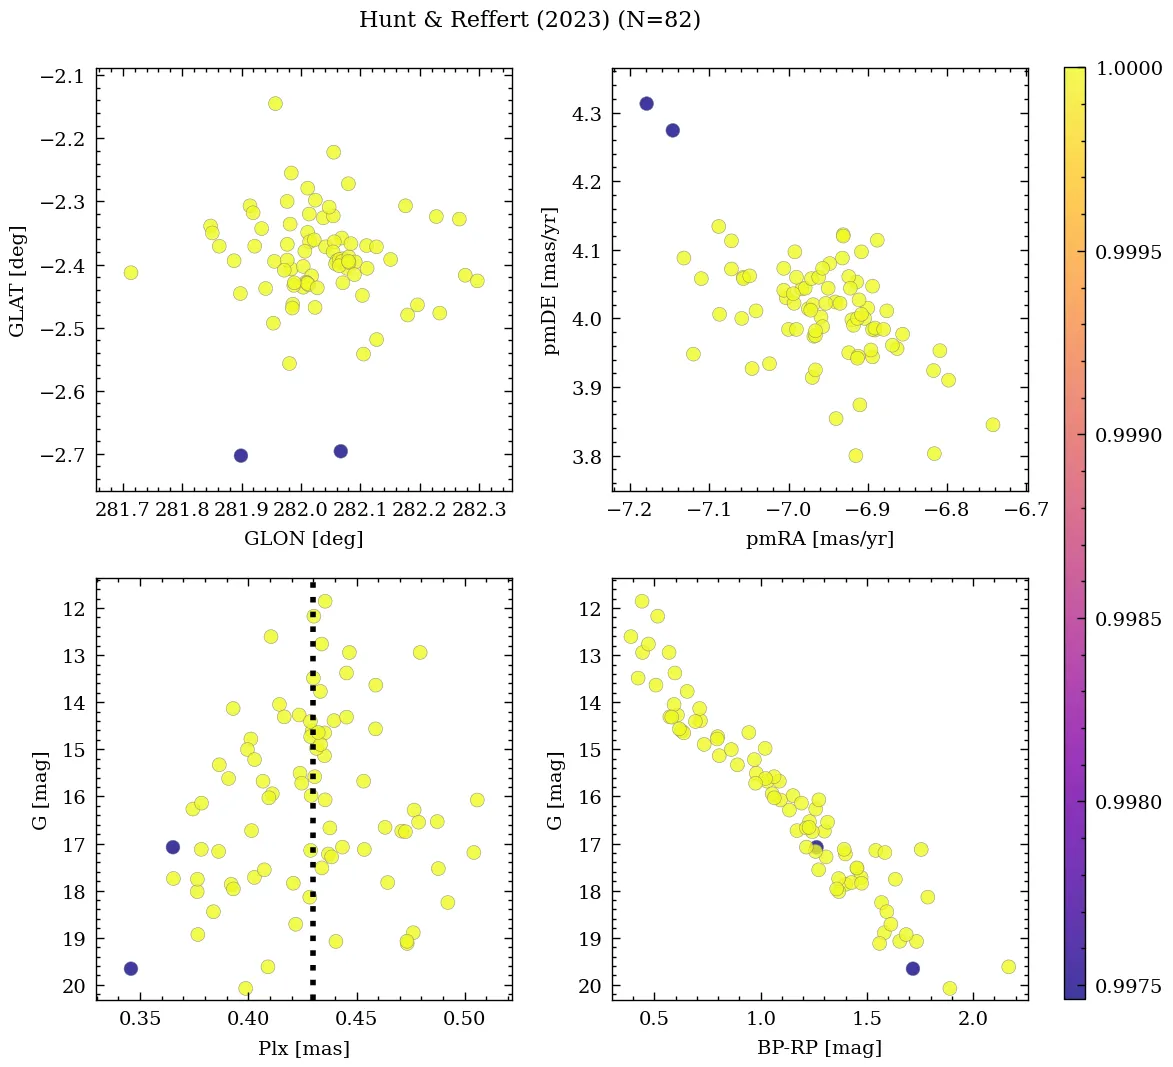 Hunt & Reffert (2023) (N=82)
−2.1
−2.2
−2.3
−2.4
−2.5
−2.6
−2.7
GLAT [deg]
281.7 281.8 281.9 282.0 282.1 282.2 282.3
GLON [deg]
4.3
4.2
4.1
4.0
3.9
3.8
pmDE [mas/yr]
−7.2 −7.1 −7.0 −6.9 −6.8 −6.7
pmRA [mas/yr]
12
13
14
15
16
17
18
19
20
G [mag]
0.35 0.40 0.45 0.50
Plx [mas]
12
13
14
15
16
17
18
19
20
G [mag]
0.5 1.0 1.5 2.0
BP-RP [mag]
1.0000
0.9995
0.9990
0.9985
0.9980
0.9975